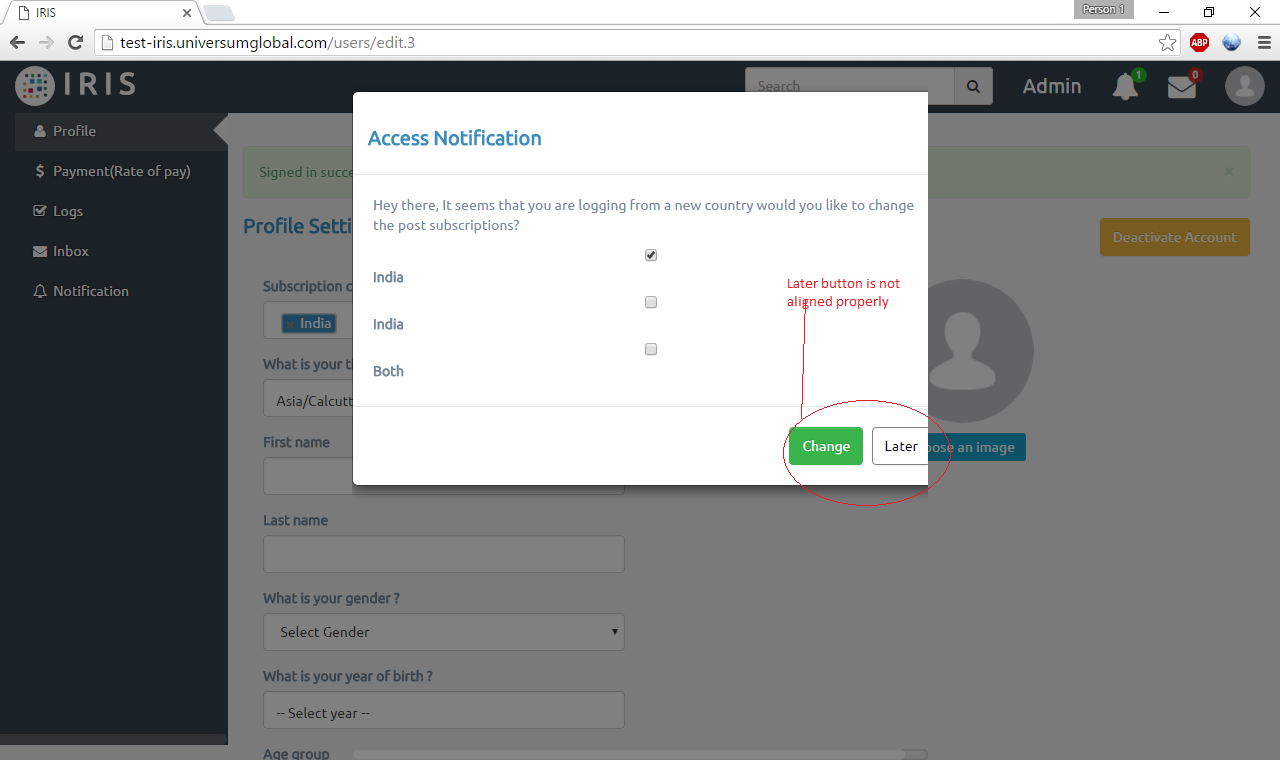 IRIS
Person 1
test-iris.universumglobal.com/users/edit.3
ABP
IRIS
Search
Admin
1
0
Profile
Payment(Rate of pay)
Logs
Inbox
Notification
Signed in succe
×
Profile Setti
Deactivate Account
Access Notification
Hey there, It seems that you are logging from a new country would you like to change
the post subscriptions?
India
India
Both
Later button is not
aligned properly
Change
Later
Subscription c
× India
What is your ti
Asia/Calcutt
First name
ose an image
Last name
What is your gender ?
Select Gender
What is your year of birth ?
-- Select year --
Age group